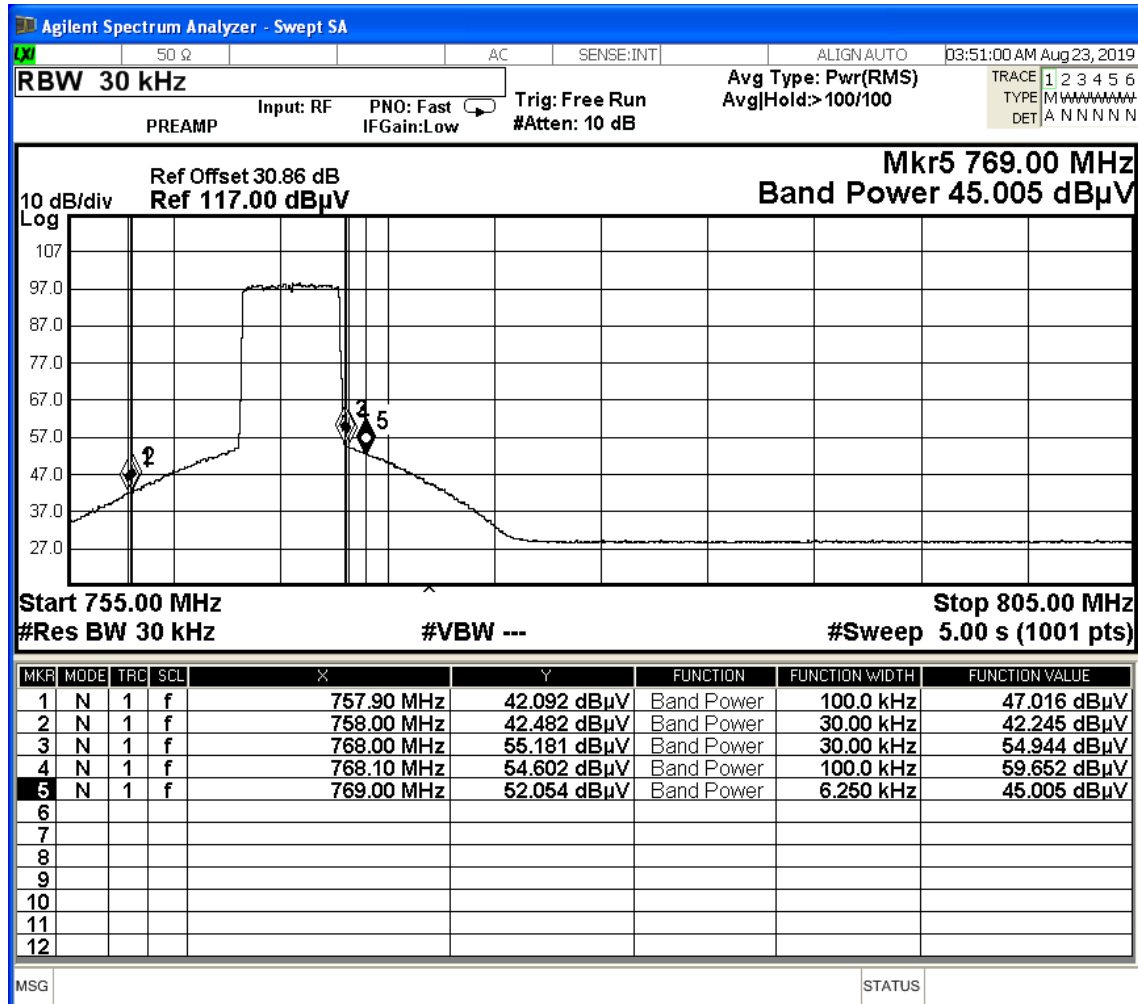 Agilent Spectrum Analyzer - Swept SA
LXI 50 Ω AC SENSE:INT ALIGN AUTO 03:51:00 AM Aug 23, 2019
RBW 30 kHz
Input: RF
PREAMP
PNO: Fast
IFGain:Low
Trig: Free Run
#Atten: 10 dB
Avg Type: Pwr(RMS)
Avg|Hold:>100/100
TRACE 1 2 3 4 5 6
TYPE M WWWWW
DET A N N N N N
Mkr5 769.00 MHz
Band Power 45.005 dBµV
Ref Offset 30.86 dB
10 dB/div Ref 117.00 dBµV
Log
107
97.0
87.0
77.0
67.0
57.0
47.0
37.0
27.0
2
5
Start 755.00 MHz Stop 805.00 MHz
#Res BW 30 kHz #VBW --- #Sweep 5.00 s (1001 pts)
MKR MODE TRC SCL X Y FUNCTION FUNCTION WIDTH FUNCTION VALUE
1 N 1 f 757.90 MHz 42.092 dBµV Band Power 100.0 kHz 47.016 dBµV
2 N 1 f 758.00 MHz 42.482 dBµV Band Power 30.00 kHz 42.245 dBµV
3 N 1 f 768.00 MHz 55.181 dBµV Band Power 30.00 kHz 54.944 dBµV
4 N 1 f 768.10 MHz 54.602 dBµV Band Power 100.0 kHz 59.652 dBµV
5 N 1 f 769.00 MHz 52.054 dBµV Band Power 6.250 kHz 45.005 dBµV
6
7
8
9
10
11
12
MSG STATUS